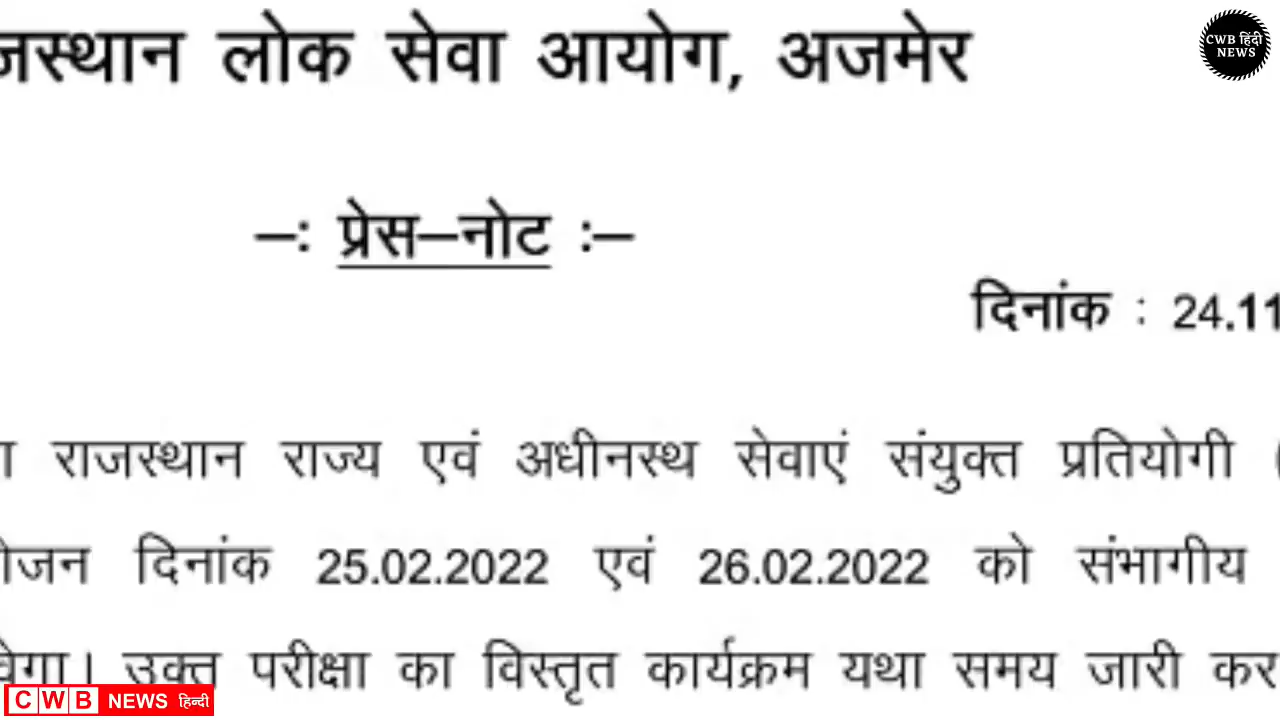 जस्थान लोक सेवा आयोग, अजमेर
CWB हिंदी
NEWS
–: प्रेस–नोट :–
दिनांक : 24.11
राजस्थान राज्य एवं अधीनस्थ सेवाएं संयुक्त प्रतियोगी (
जन दिनांक 25.02.2022 एवं 26.02.2022 को संभागीय
वेगा। उक्त परीक्षा का विस्तृत कार्यक्रम यथा समय जारी कर
CWB NEWS हिन्दी